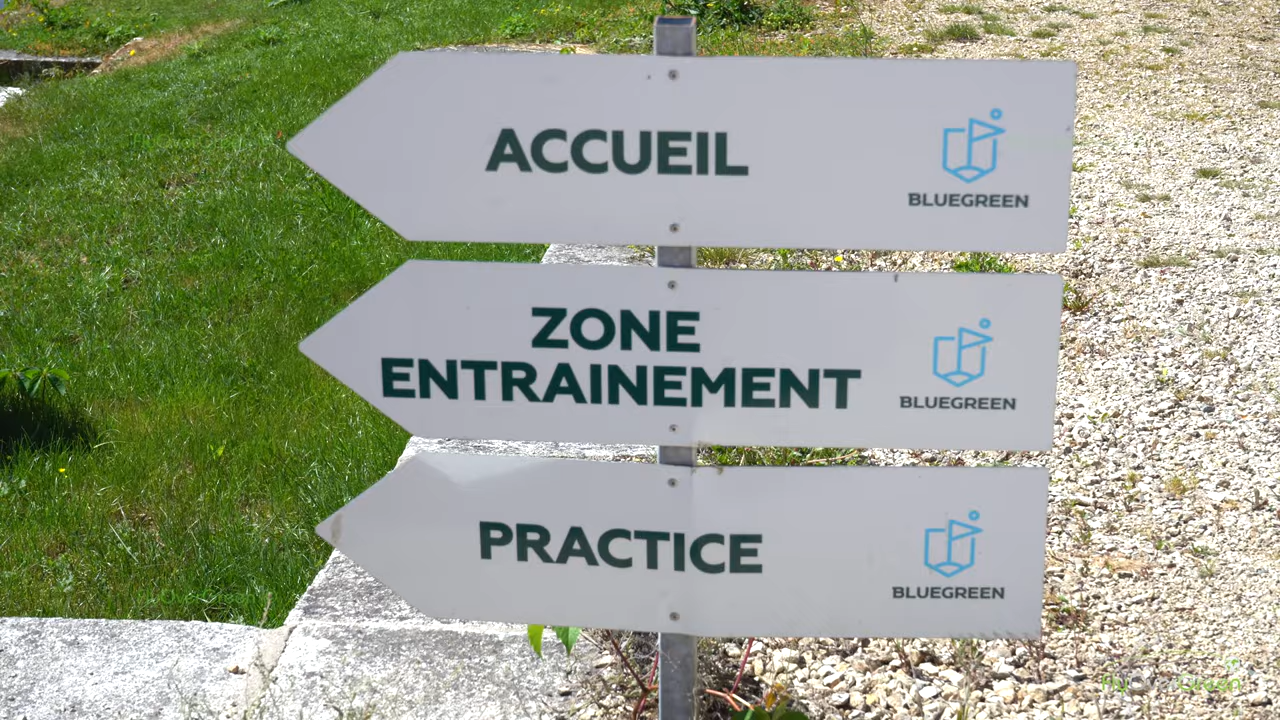 ACCUEIL
BLUEGREEN
ZONE
ENTRAINEMENT
BLUEGREEN
PRACTICE
BLUEGREEN